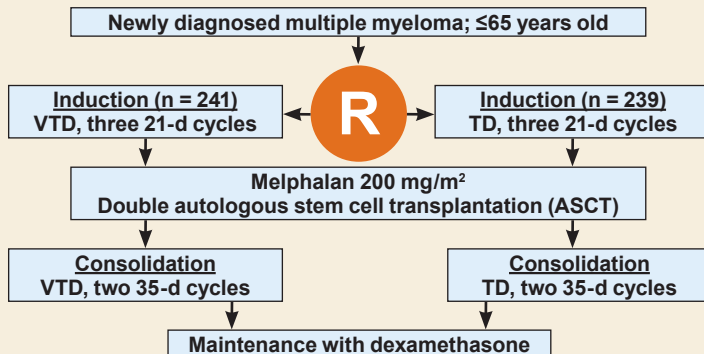 Newly diagnosed multiple myeloma; ≤65 years old
R
Induction (n = 241)
VTD, three 21-d cycles
Induction (n = 239)
TD, three 21-d cycles
Melphalan 200 mg/m²
Double autologous stem cell transplantation (ASCT)
Consolidation
VTD, two 35-d cycles
Consolidation
TD, two 35-d cycles
Maintenance with dexamethasone